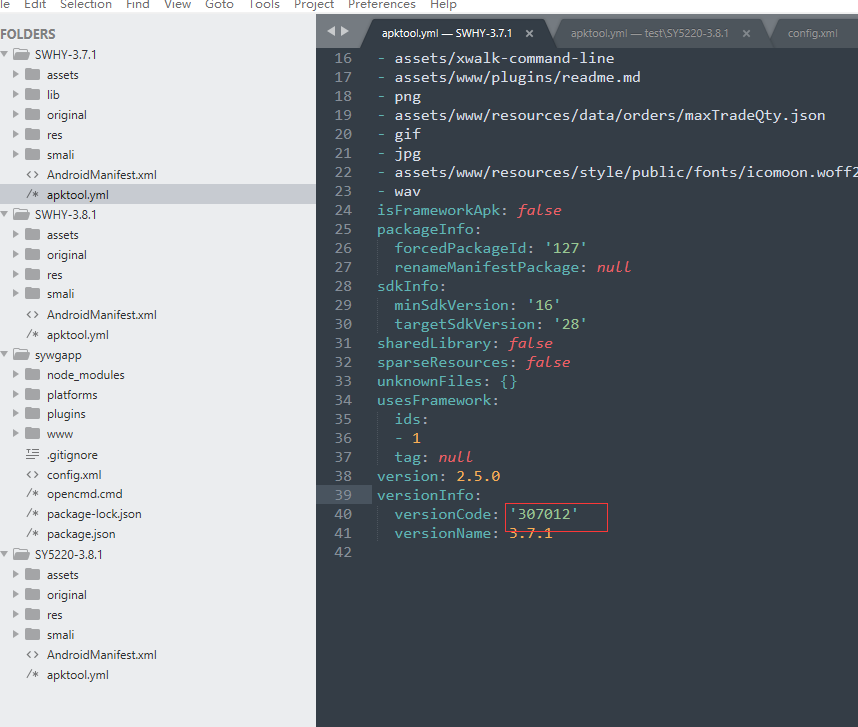 le Edit Selection Find View Goto Tools Project Preferences Help
FOLDERS
SWHY-3.7.1
assets
lib
original
res
smali
<> AndroidManifest.xml
/* apktool.yml
SWHY-3.8.1
assets
original
res
smali
<> AndroidManifest.xml
/* apktool.yml
sywgapp
node_modules
platforms
plugins
www
.gitignore
<> config.xml
/* opencmd.cmd
/* package-lock.json
/* package.json
SY5220-3.8.1
assets
original
res
smali
<> AndroidManifest.xml
/* apktool.yml
apktool.yml — SWHY-3.7.1 × apktool.yml — test\SY5220-3.8.1 × config.xml
16 - assets/xwalk-command-line
17 - assets/www/plugins/readme.md
18 - png
19 - assets/www/resources/data/orders/maxTradeQty.json
20 - gif
21 - jpg
22 - assets/www/resources/style/public/fonts/icomoon.woff2
23 - wav
24 isFrameworkApk: false
25 packageInfo:
26 forcedPackageId: '127'
27 renameManifestPackage: null
28 sdkInfo:
29 minSdkVersion: '16'
30 targetSdkVersion: '28'
31 sharedLibrary: false
32 sparseResources: false
33 unknownFiles: {}
34 usesFramework:
35 ids:
36 - 1
37 tag: null
38 version: 2.5.0
39 versionInfo:
40 versionCode: '307012'
41 versionName: 3.7.1
42